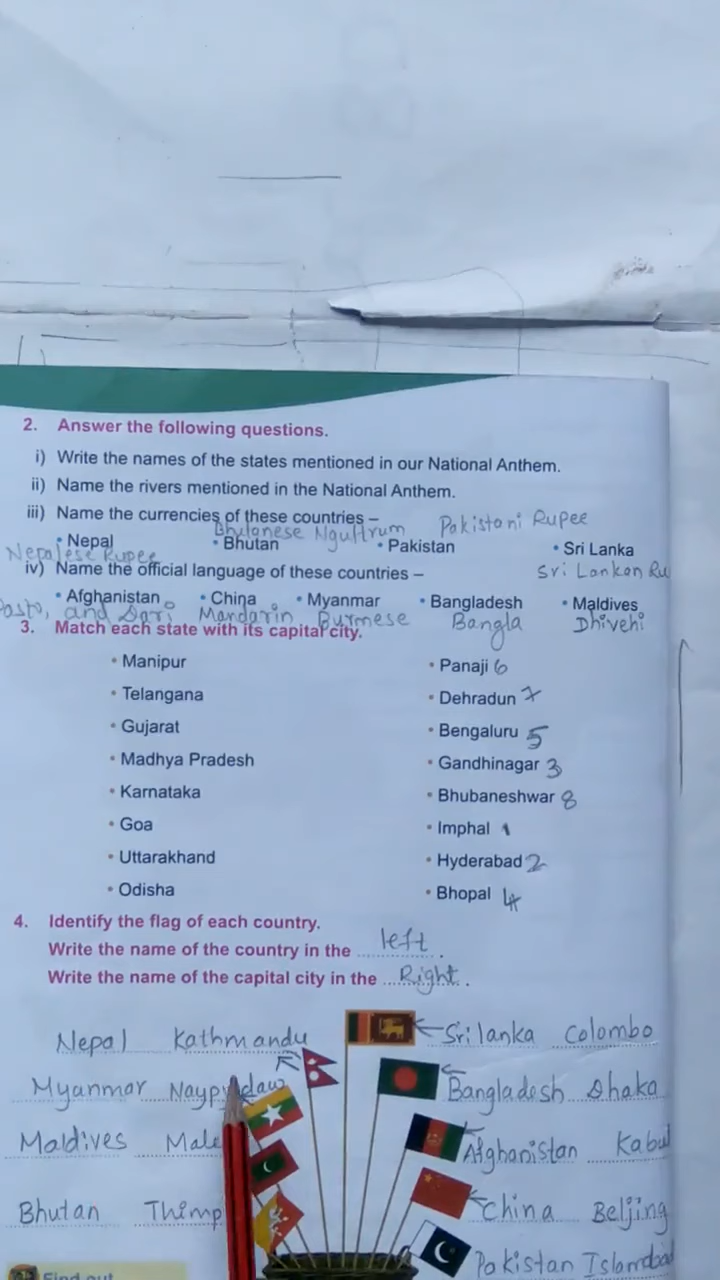 2. Answer the following questions.
i) Write the names of the states mentioned in our National Anthem.
ii) Name the rivers mentioned in the National Anthem.
iii) Name the currencies of these countries –
Bhutanese Ngultrum Pakistani Rupee
• Nepal • Bhutan • Pakistan • Sri Lanka
Nepalese Rupee
iv) Name the official language of these countries –
Sri Lankan Ru
• Afghanistan • China • Myanmar • Bangladesh • Maldives
Pasto, and Dari Mandarin Burmese Bangla Dhivehi
3. Match each state with its capital city.
• Manipur • Panaji 6
• Telangana • Dehradun 7
• Gujarat • Bengaluru 5
• Madhya Pradesh • Gandhinagar 3
• Karnataka • Bhubaneshwar 8
• Goa • Imphal 1
• Uttarakhand • Hyderabad 2
• Odisha • Bhopal 4
4. Identify the flag of each country.
Write the name of the country in the left.
Write the name of the capital city in the Right.
Nepal Kathmandu Srilanka Colombo
Myanmar Bangladesh Dhaka
Maldives Male Afghanistan Kabul
Bhutan Thimp China Beljing
Pakistan
Find out